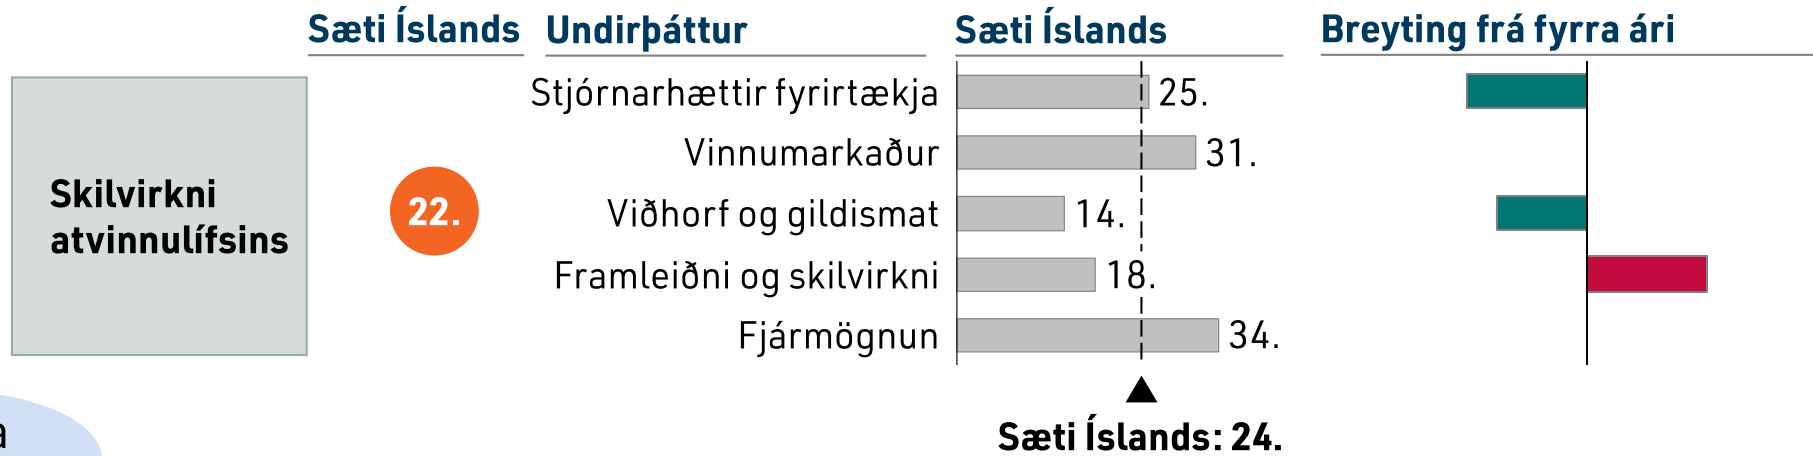 Sæti Íslands Undirþáttur Sæti Íslands Breyting frá fyrra ári
Stjórnarhættir fyrirtækja 25.
Vinnumarkaður 31.
Skilvirkni
atvinnulífsins
22.
Viðhorf og gildismat 14.
Framleiðni og skilvirkni 18.
Fjármögnun 34.
Sæti Íslands: 24.